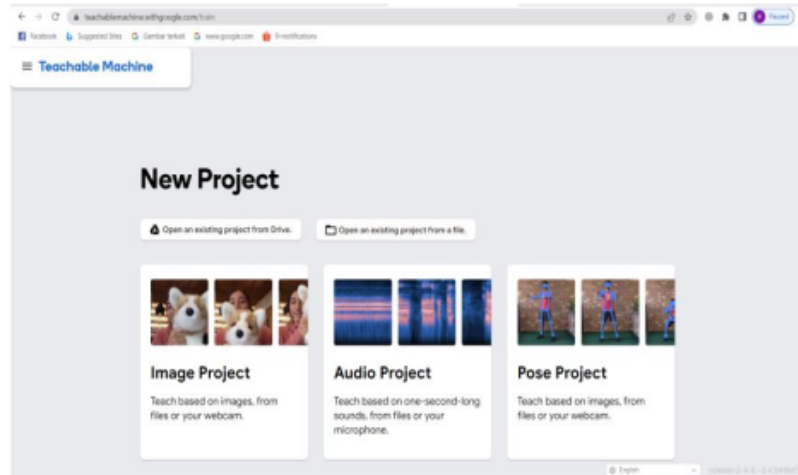 teachablemachine.withgoogle.com/train
Paused
Facebook Suggested Sites Gambar terkait www.google.com
Teachable Machine
New Project
Open an existing project from Drive.
Open an existing project from a file.
Image Project
Teach based on images, from
files or your webcam.
Audio Project
Teach based on one-second-long
sounds, from files or your
microphone.
Pose Project
Teach based on images, from
files or your webcam.
English